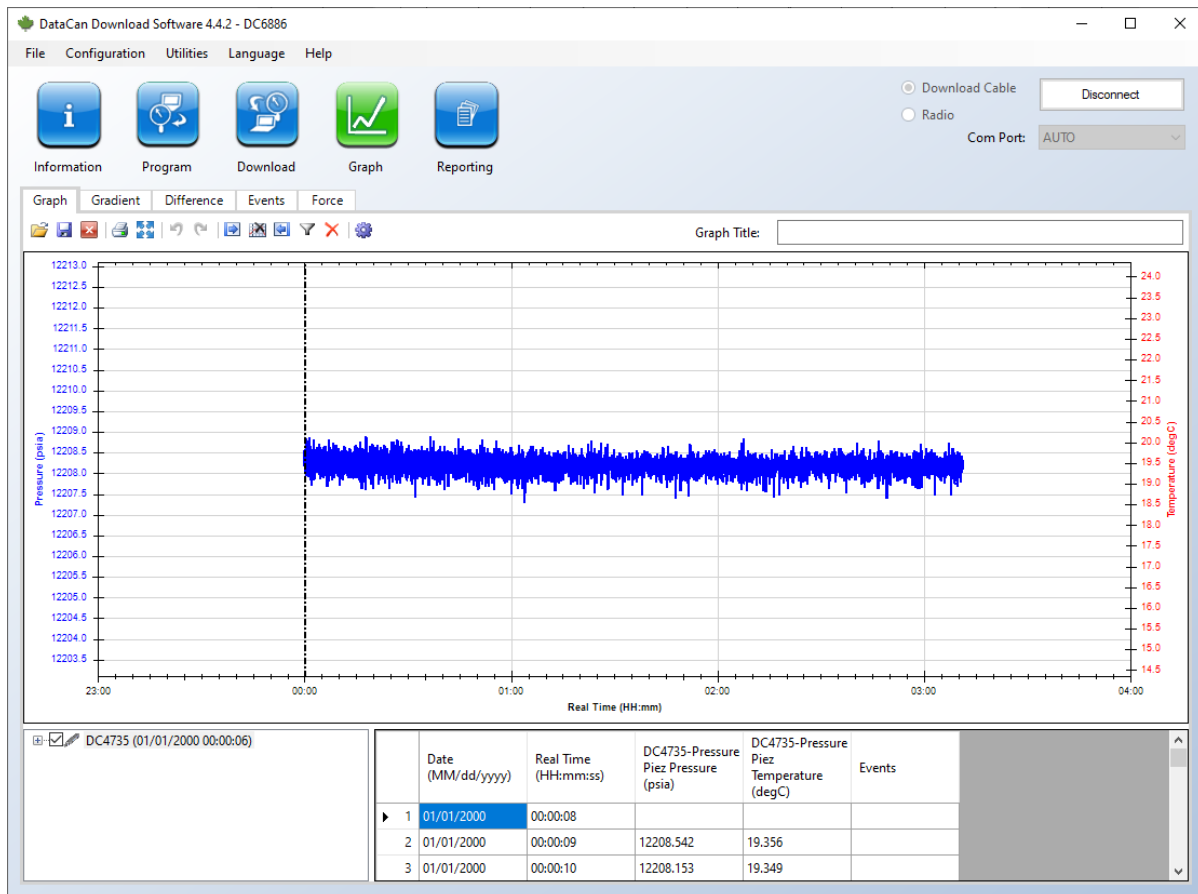 DataCan Download Software 4.4.2 - DC6886
File Configuration Utilities Language Help
Download Cable
Radio
Disconnect
Com Port: AUTO
Information Program Download Graph Reporting
Graph Gradient Difference Events Force
Graph Title:
12213.0
12212.5
12212.0
12211.5
12211.0
12210.5
12210.0
12209.5
12209.0
12208.5
12208.0
12207.5
12207.0
12206.5
12206.0
12205.5
12205.0
12204.5
12204.0
12203.5
Pressure (psia)
24.0
23.5
23.0
22.5
22.0
21.5
21.0
20.5
20.0
19.5
19.0
18.5
18.0
17.5
17.0
16.5
16.0
15.5
15.0
14.5
Temperature (degC)
23:00 00:00 01:00 02:00 03:00 04:00
Real Time (HH:mm)
DC4735 (01/01/2000 00:00:06)
Date
(MM/dd/yyyy)
Real Time
(HH:mm:ss)
DC4735-Pressure
Piez Pressure
(psia)
DC4735-Pressure
Piez
Temperature
(degC)
Events
1 01/01/2000 00:00:08
2 01/01/2000 00:00:09 12208.542 19.356
3 01/01/2000 00:00:10 12208.153 19.349